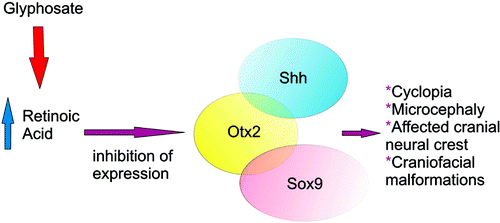 Glyphosate
Retinoic
Acid
inhibition of
expression
Shh
Otx2
Sox9
*Cyclopia
*Microcephaly
*Affected cranial
neural crest
*Craniofacial
malformations